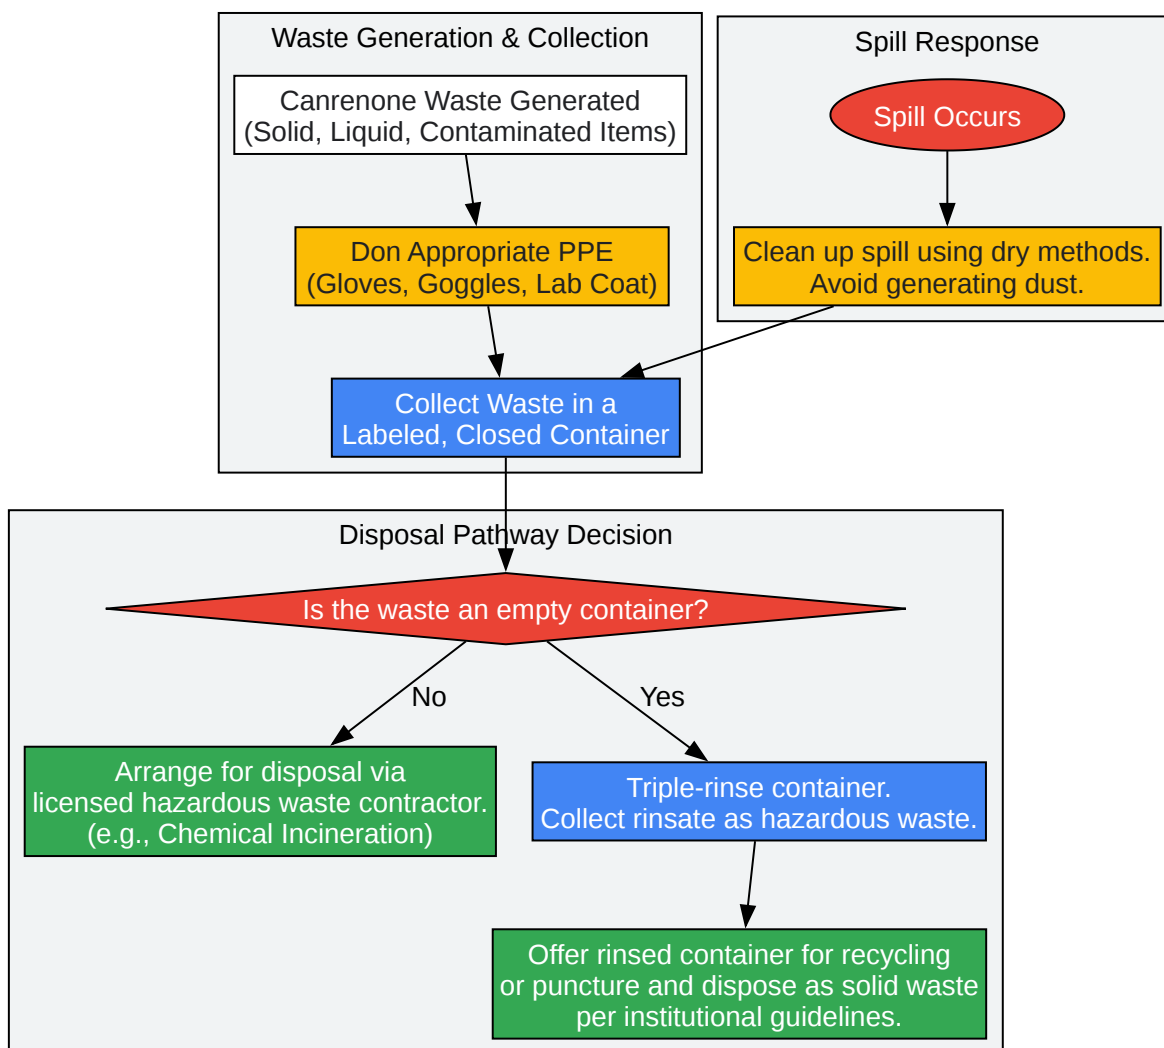 Waste Generation & Collection
Canrenone Waste Generated
(Solid, Liquid, Contaminated Items)
Don Appropriate PPE
(Gloves, Goggles, Lab Coat)
Collect Waste in a
Labeled, Closed Container
Spill Response
Spill Occurs
Clean up spill using dry methods.
Avoid generating dust.
Disposal Pathway Decision
Is the waste an empty container?
No
Yes
Arrange for disposal via
licensed hazardous waste contractor.
(e.g., Chemical Incineration)
Triple-rinse container.
Collect rinsate as hazardous waste.
Offer rinsed container for recycling
or puncture and dispose as solid waste
per institutional guidelines.